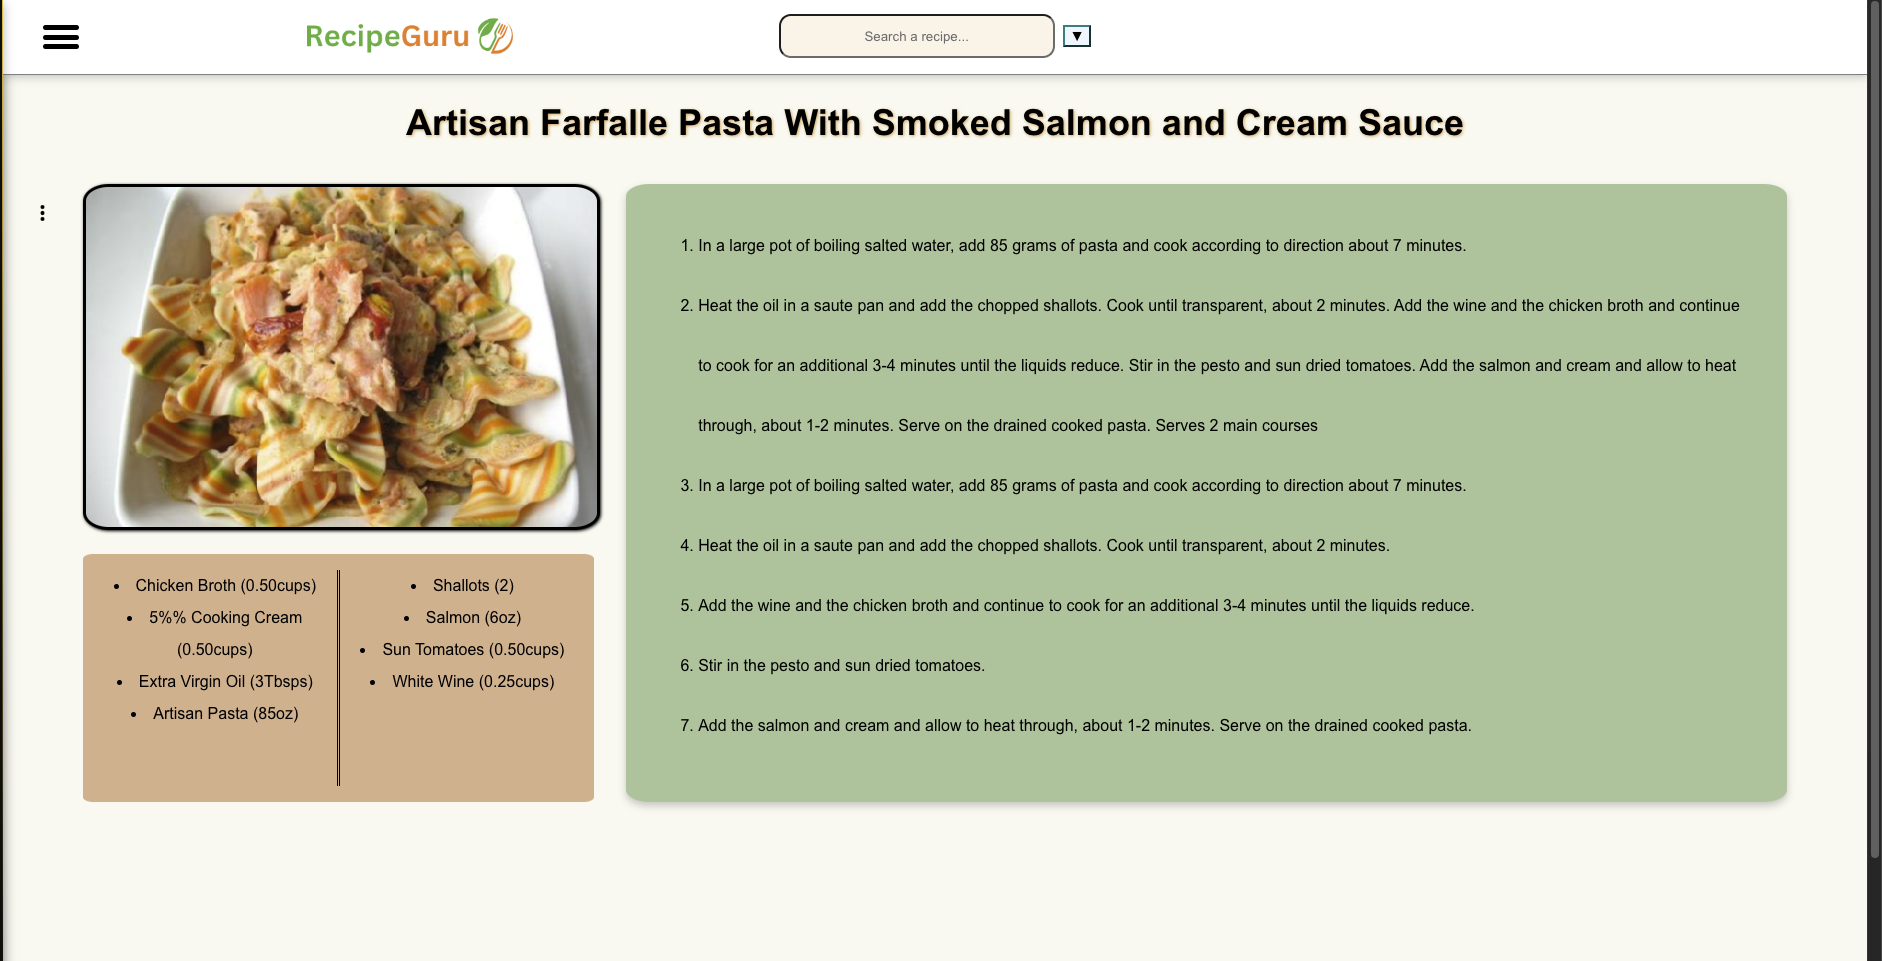 RecipeGuru
Search a recipe...
▼
Artisan Farfalle Pasta With Smoked Salmon and Cream Sauce
1. In a large pot of boiling salted water, add 85 grams of pasta and cook according to direction about 7 minutes.
2. Heat the oil in a saute pan and add the chopped shallots. Cook until transparent, about 2 minutes. Add the wine and the chicken broth and continue
to cook for an additional 3-4 minutes until the liquids reduce. Stir in the pesto and sun dried tomatoes. Add the salmon and cream and allow to heat
through, about 1-2 minutes. Serve on the drained cooked pasta. Serves 2 main courses
3. In a large pot of boiling salted water, add 85 grams of pasta and cook according to direction about 7 minutes.
4. Heat the oil in a saute pan and add the chopped shallots. Cook until transparent, about 2 minutes.
5. Add the wine and the chicken broth and continue to cook for an additional 3-4 minutes until the liquids reduce.
6. Stir in the pesto and sun dried tomatoes.
7. Add the salmon and cream and allow to heat through, about 1-2 minutes. Serve on the drained cooked pasta.
• Chicken Broth (0.50cups)
• 5%% Cooking Cream
(0.50cups)
• Extra Virgin Oil (3Tbsps)
• Artisan Pasta (85oz)
• Shallots (2)
• Salmon (6oz)
• Sun Tomatoes (0.50cups)
• White Wine (0.25cups)